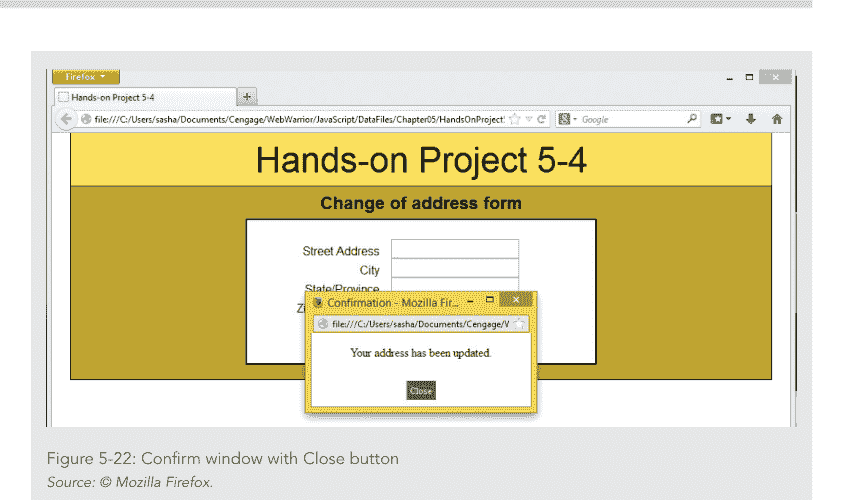 Firefox
Hands-on Project 5-4
file:///C:/Users/sasha/Documents/Cengage/WebWarrior/JavaScript/DataFiles/Chapter05/HandsOnProject
Google
Hands-on Project 5-4
Change of address form
Street Address
City
State/Province
Confirmation - Mozilla Fir...
file:///C:/Users/sasha/Documents/Cengage/V
Your address has been updated.
Close
Figure 5-22: Confirm window with Close button
Source: © Mozilla Firefox.